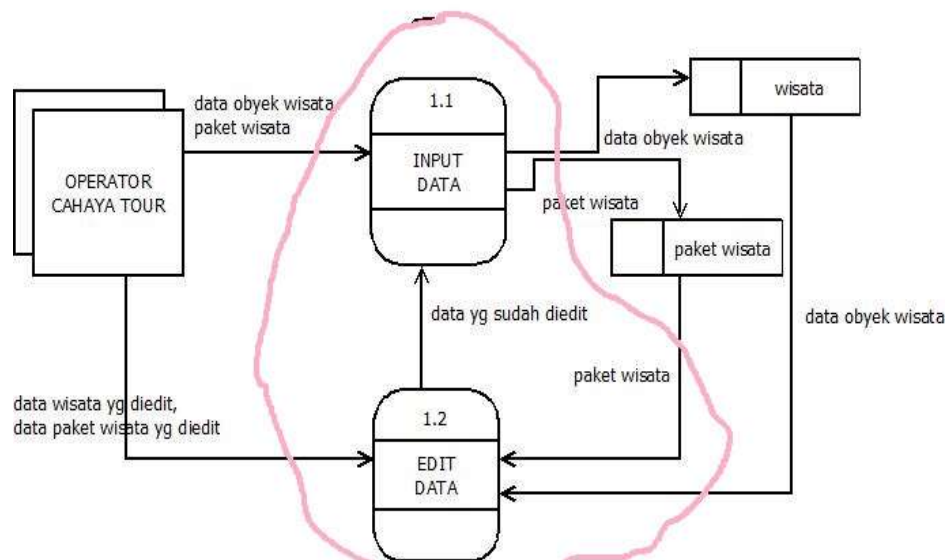 1.1
INPUT
DATA
data obyek wisata
paket wisata
OPERATOR
CAHAYA TOUR
wisata
data obyek wisata
paket wisata
paket wisata
data obyek wisata
data yg sudah diedit
paket wisata
data wisata yg diedit,
data paket wisata yg diedit
1.2
EDIT
DATA